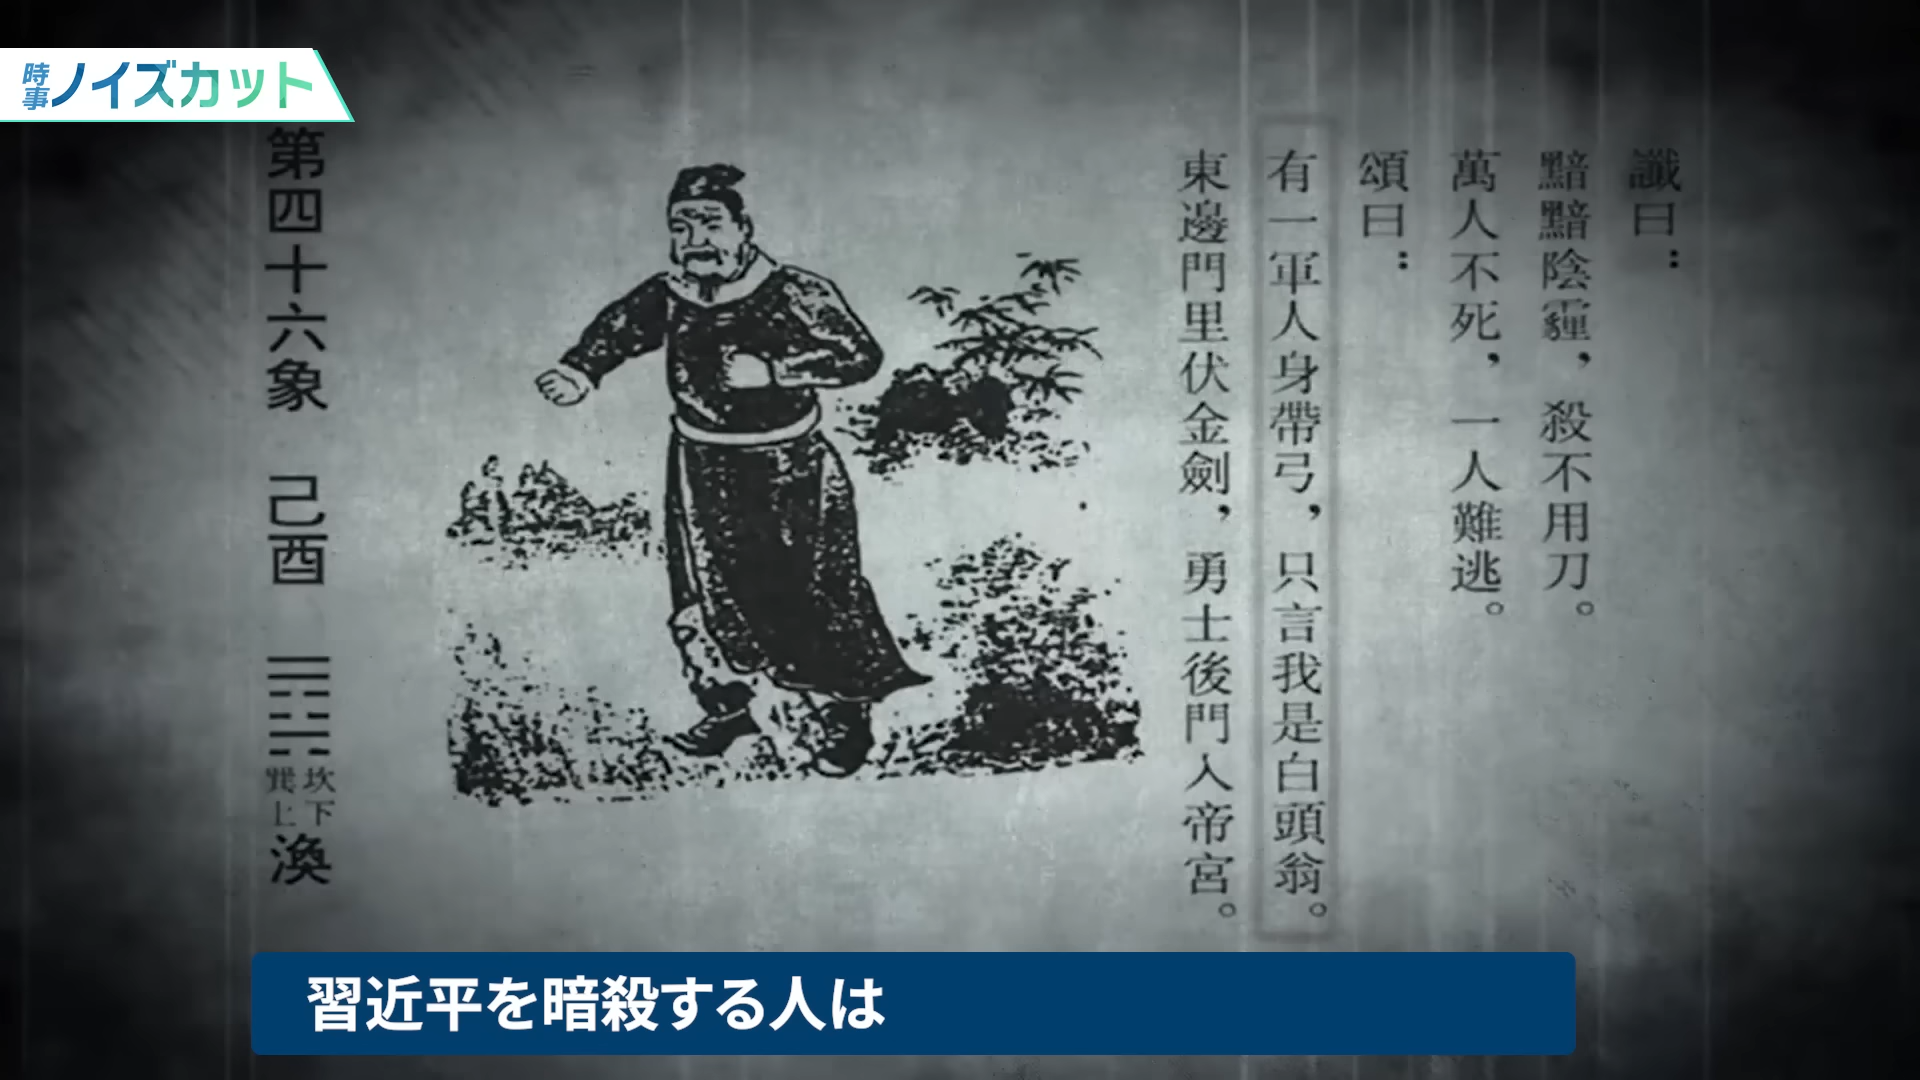 時事ノイズカット
讖曰：
黯黯陰霾，殺不用刀。
萬人不死，一人難逃。
頌曰：
有一軍人身帶弓，只言我是白頭翁。
東邊門里伏金劍，勇士後門入帝宮。
第四十六象 己酉 坎下巽上 渙
習近平を暗殺する人は